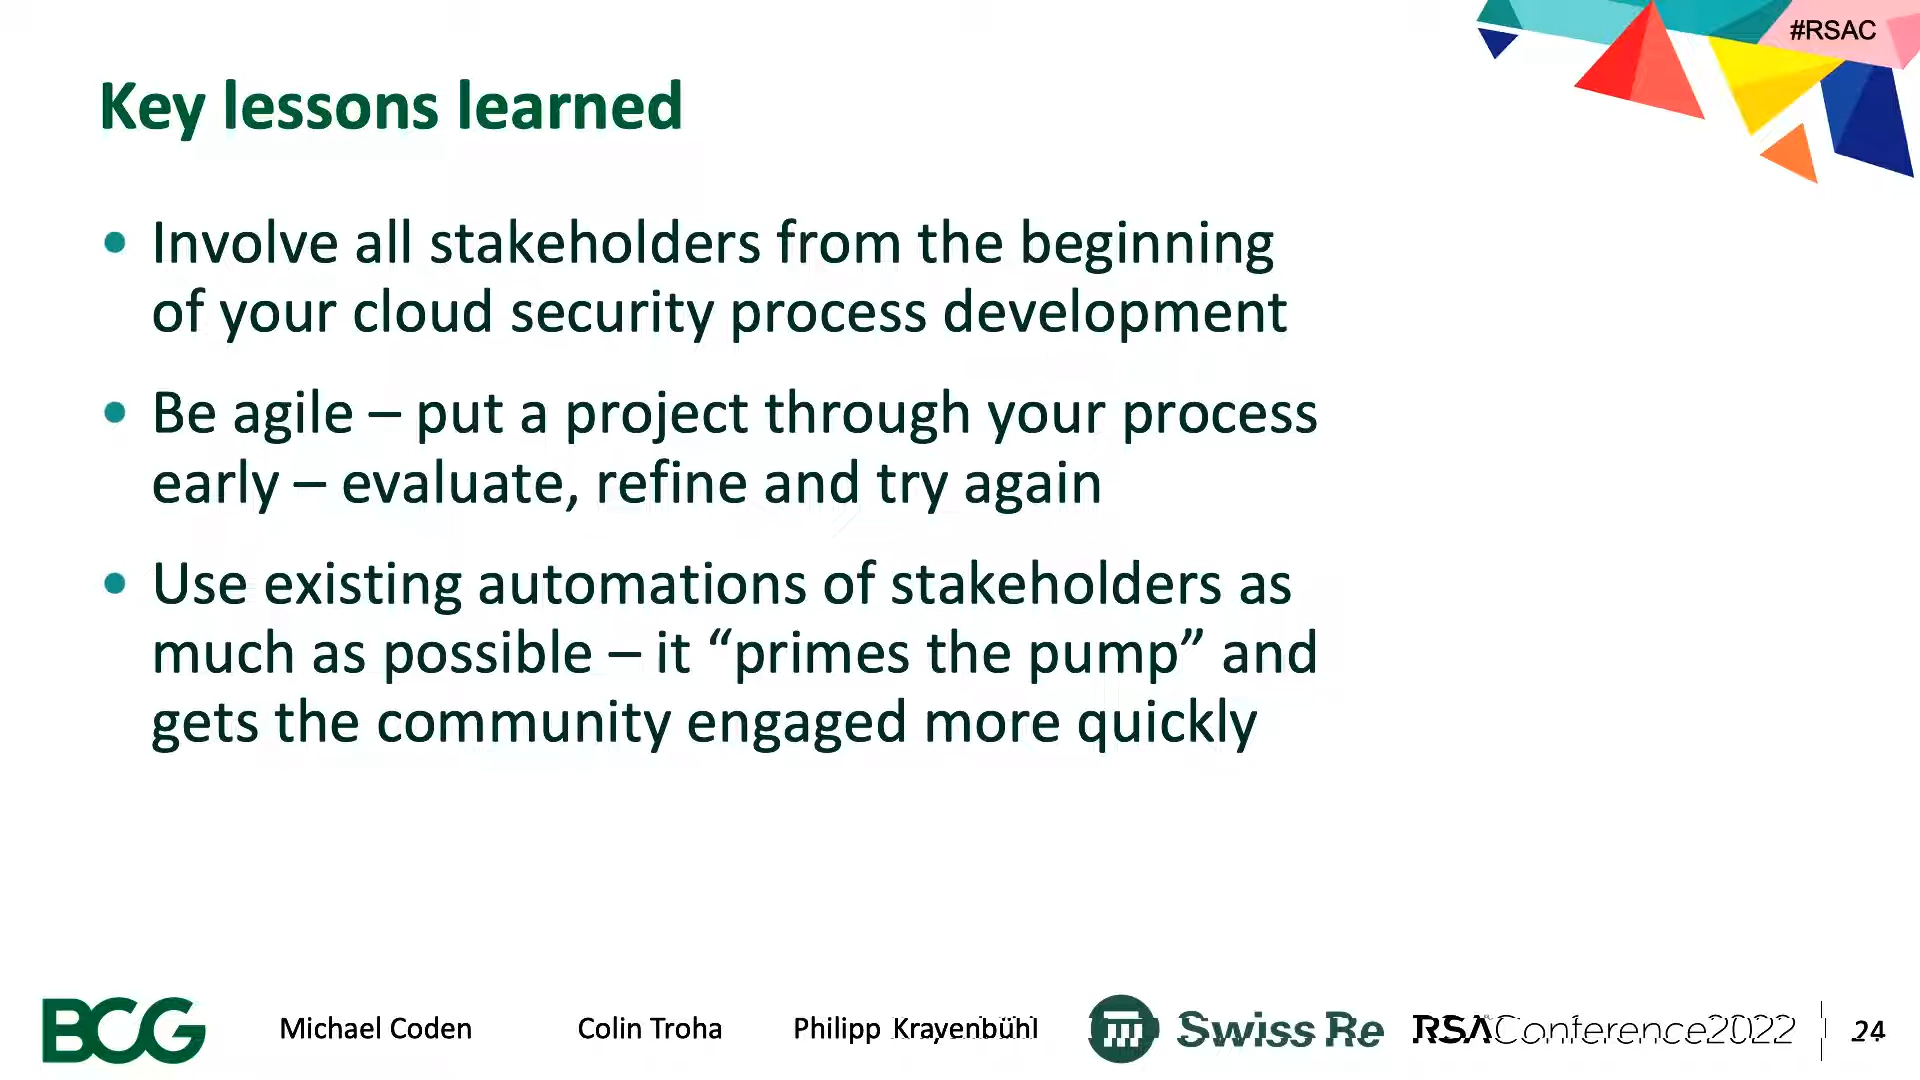 #RSAC
Key lessons learned
• Involve all stakeholders from the beginning
of your cloud security process development
• Be agile – put a project through your process
early – evaluate, refine and try again
• Use existing automations of stakeholders as
much as possible – it “primes the pump” and
gets the community engaged more quickly
BCG Michael Coden Colin Troha Philipp Krayenbühl Swiss Re RSAConference2022 24